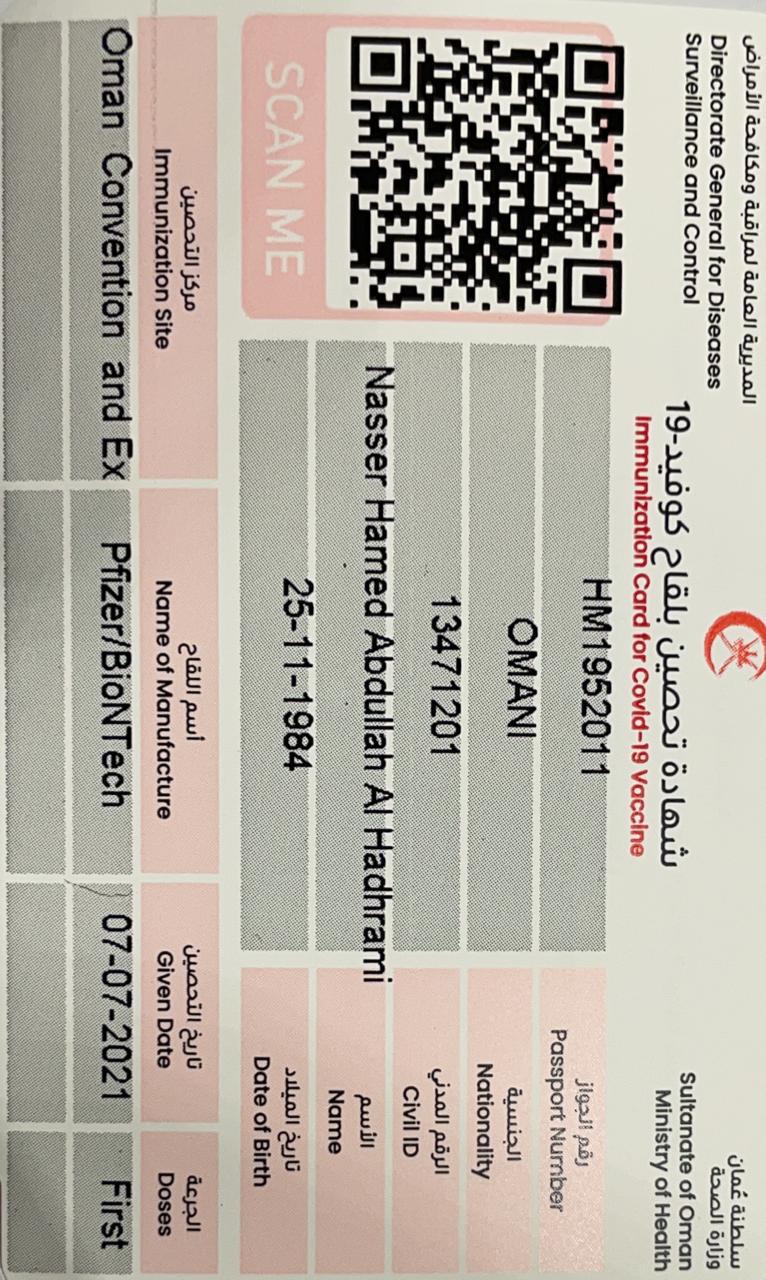 سلطنة عُمان
وزارة الصحة
Sultanate of Oman
Ministry of Health
المديرية العامة لمراقبة ومكافحة الأمراض
Directorate General for Diseases
Surveillance and Control
شهادة تحصين بلقاح كوفيد-19
Immunization Card for Covid-19 Vaccine
SCAN ME
HM1952011
رقم الجواز
Passport Number
OMANI
الجنسية
Nationality
13471201
الرقم المدني
Civil ID
Nasser Hamed Abdullah Al Hadhrami
الأسم
Name
25-11-1984
تاريخ الميلاد
Date of Birth
مركز التحصين
Immunization Site
أسم اللقاح
Name of Manufacture
تاريخ التحصين
Given Date
الجرعة
Doses
Oman Convention and Ex
Pfizer/BioNTech
07-07-2021
First